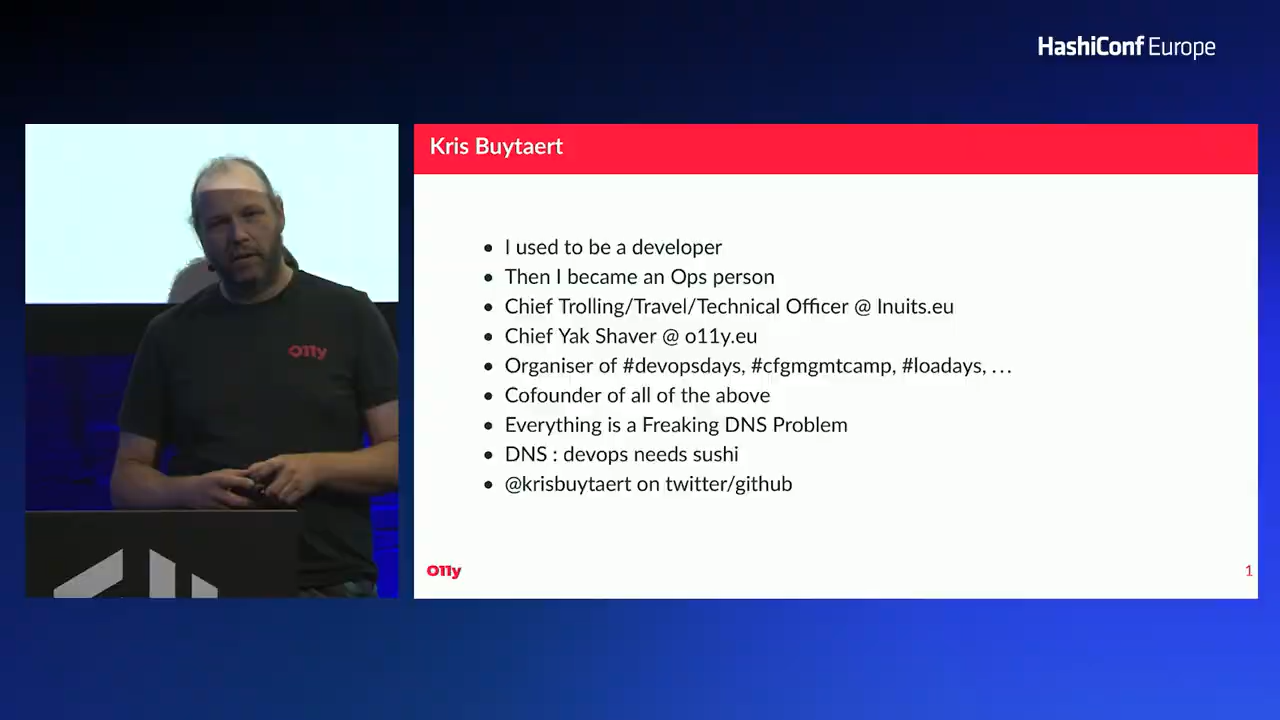 HashiConf Europe
Kris Buytaert
• I used to be a developer
• Then I became an Ops person
• Chief Trolling/Travel/Technical Officer @ Inuits.eu
• Chief Yak Shaver @ o11y.eu
• Organiser of #devopsdays, #cfgmgmtcamp, #loadays, ...
• Cofounder of all of the above
• Everything is a Freaking DNS Problem
• DNS : devops needs sushi
• @krisbuytaert on twitter/github
O11y
O11y
1